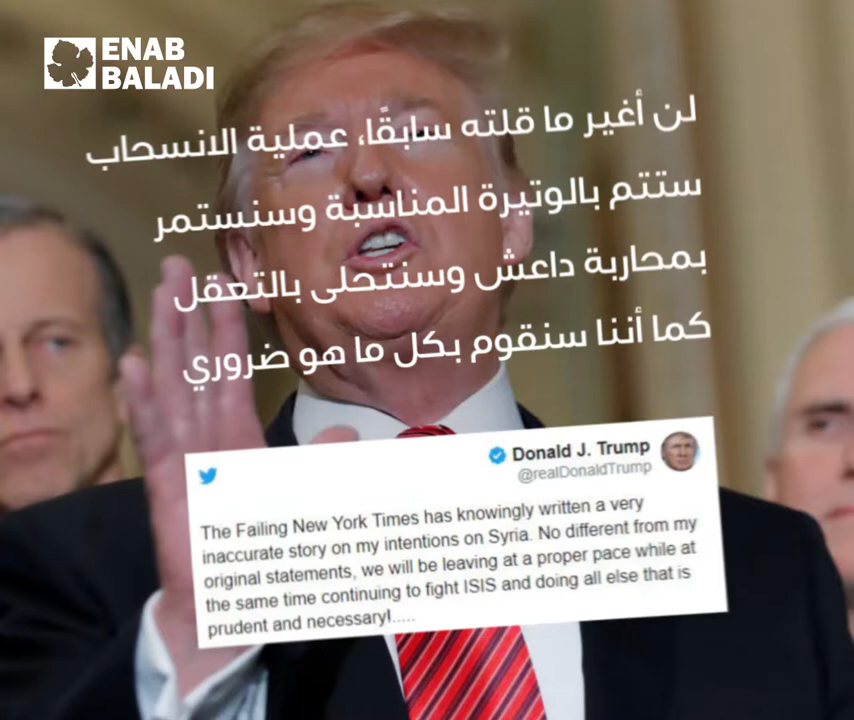 ENAB
BALADI
لن أغير ما قلته سابقًا، عملية الانسحاب
ستتم بالوتيرة المناسبة وسنستمر
بمحاربة داعش وسنتحلى بالتعقل
كما أننا سنقوم بكل ما هو ضروري
Donald J. Trump
@realDonaldTrump
The Failing New York Times has knowingly written a very
inaccurate story on my intentions on Syria. No different from my
original statements, we will be leaving at a proper pace while at
the same time continuing to fight ISIS and doing all else that is
prudent and necessary!.....